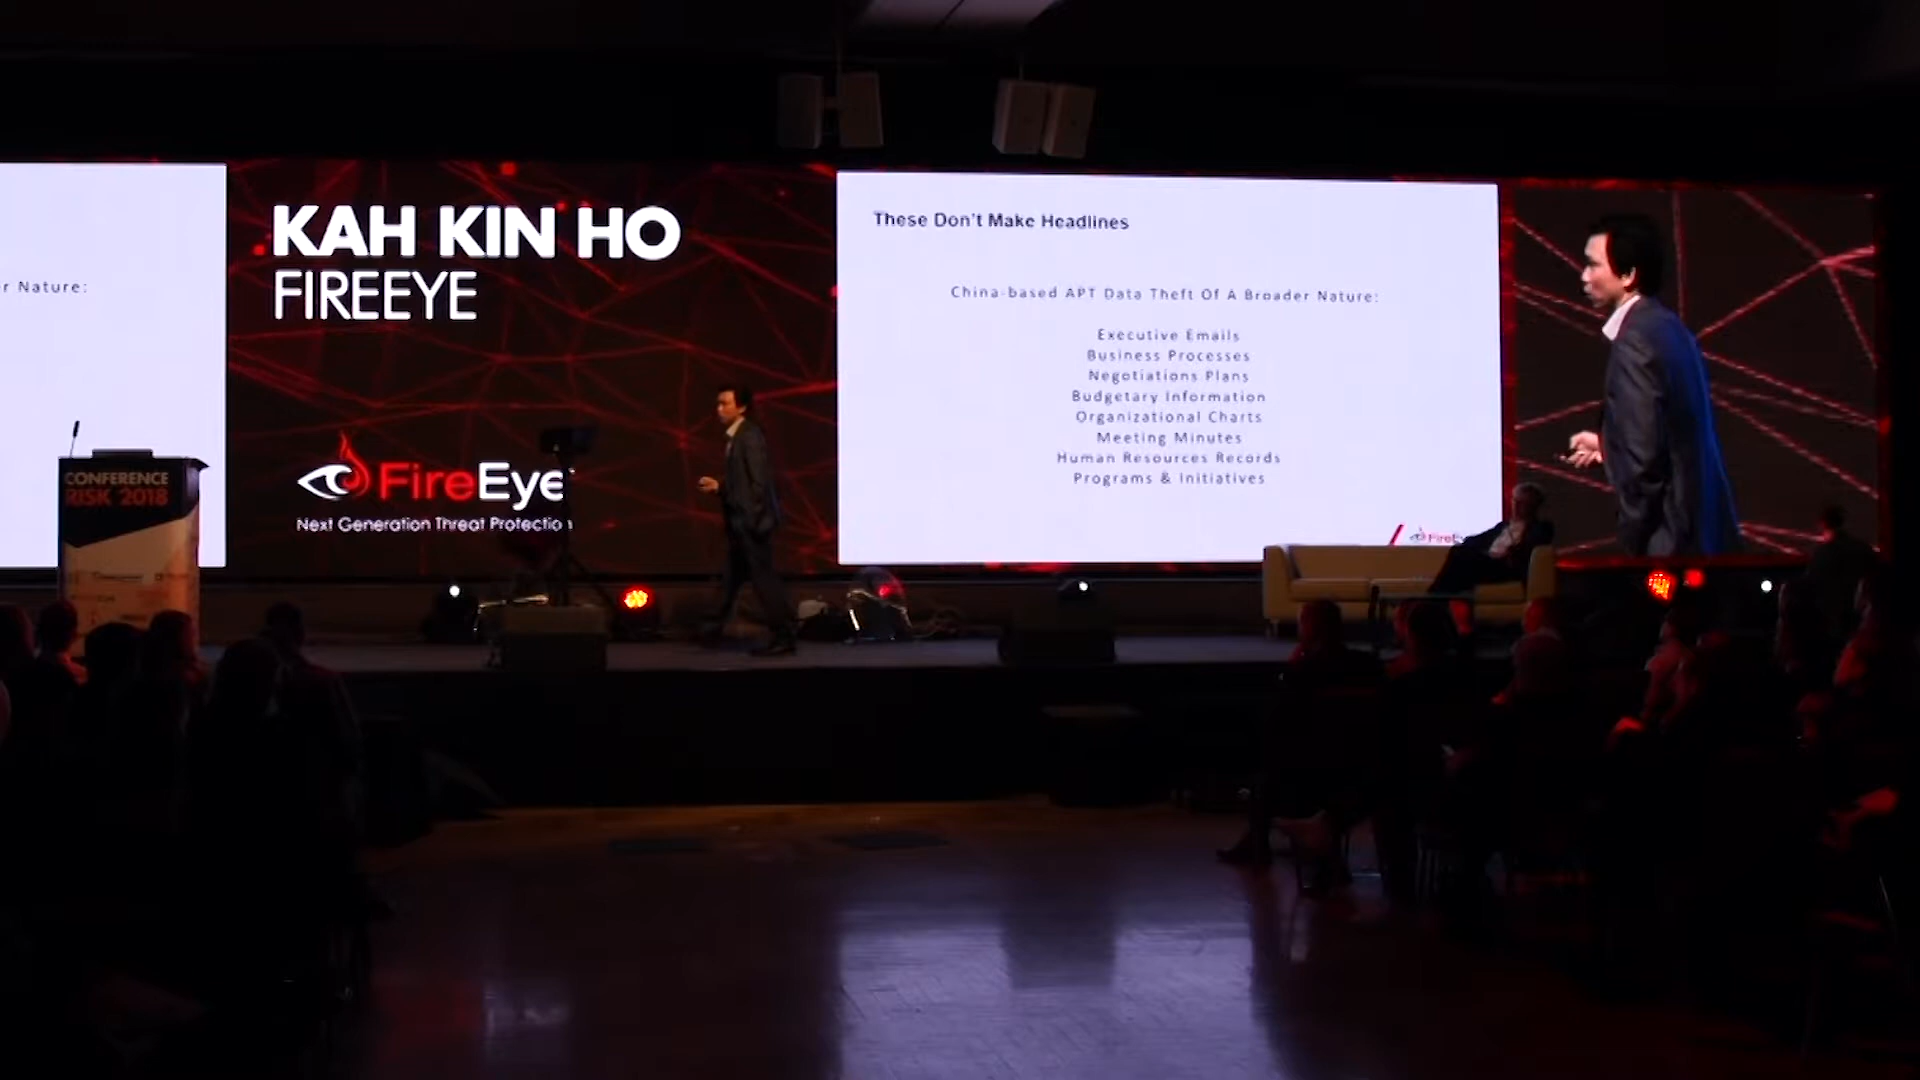 r Nature:
KAH KIN HO
FIREEYE
FireEye
Next Generation Threat Protection
CONFERENCE
RISK 2018
These Don't Make Headlines
China-based APT Data Theft Of A Broader Nature:
Executive Emails
Business Processes
Negotiations Plans
Budgetary Information
Organizational Charts
Meeting Minutes
Human Resources Records
Programs & Initiatives
FireEy